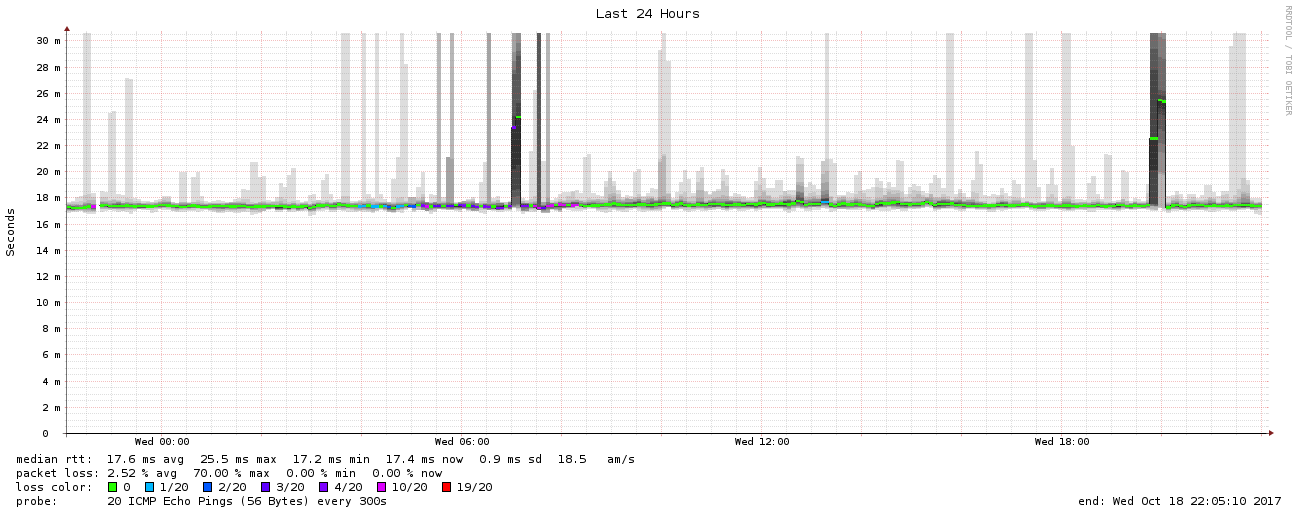 Last 24 Hours
RRDTOOL / TOBI OETIKER
Seconds
30 m
28 m
26 m
24 m
22 m
20 m
18 m
16 m
14 m
12 m
10 m
8 m
6 m
4 m
2 m
0
Wed 00:00 Wed 06:00 Wed 12:00 Wed 18:00
median rtt: 17.6 ms avg 25.5 ms max 17.2 ms min 17.4 ms now 0.9 ms sd 18.5 am/s
packet loss: 2.52 % avg 70.00 % max 0.00 % min 0.00 % now
loss color: 0 1/20 2/20 3/20 4/20 10/20 19/20
probe: 20 ICMP Echo Pings (56 Bytes) every 300s end: Wed Oct 18 22:05:10 2017